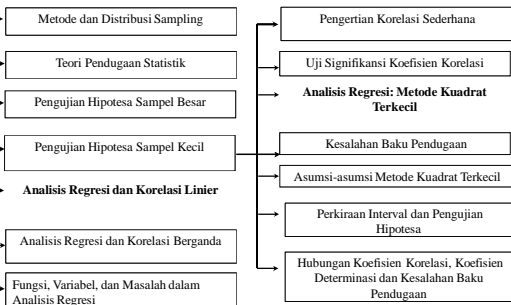 Metode dan Distribusi Sampling
Teori Pendugaan Statistik
Pengujian Hipotesa Sampel Besar
Pengujian Hipotesa Sampel Kecil
Analisis Regresi dan Korelasi Linier
Analisis Regresi dan Korelasi Berganda
Fungsi, Variabel, dan Masalah dalam
Analisis Regresi
Pengertian Korelasi Sederhana
Uji Signifikansi Koefisien Korelasi
Analisis Regresi: Metode Kuadrat
Terkecil
Kesalahan Baku Pendugaan
Asumsi-asumsi Metode Kuadrat Terkecil
Perkiraan Interval dan Pengujian
Hipotesa
Hubungan Koefisien Korelasi, Koefisien
Determinasi dan Kesalahan Baku
Pendugaan